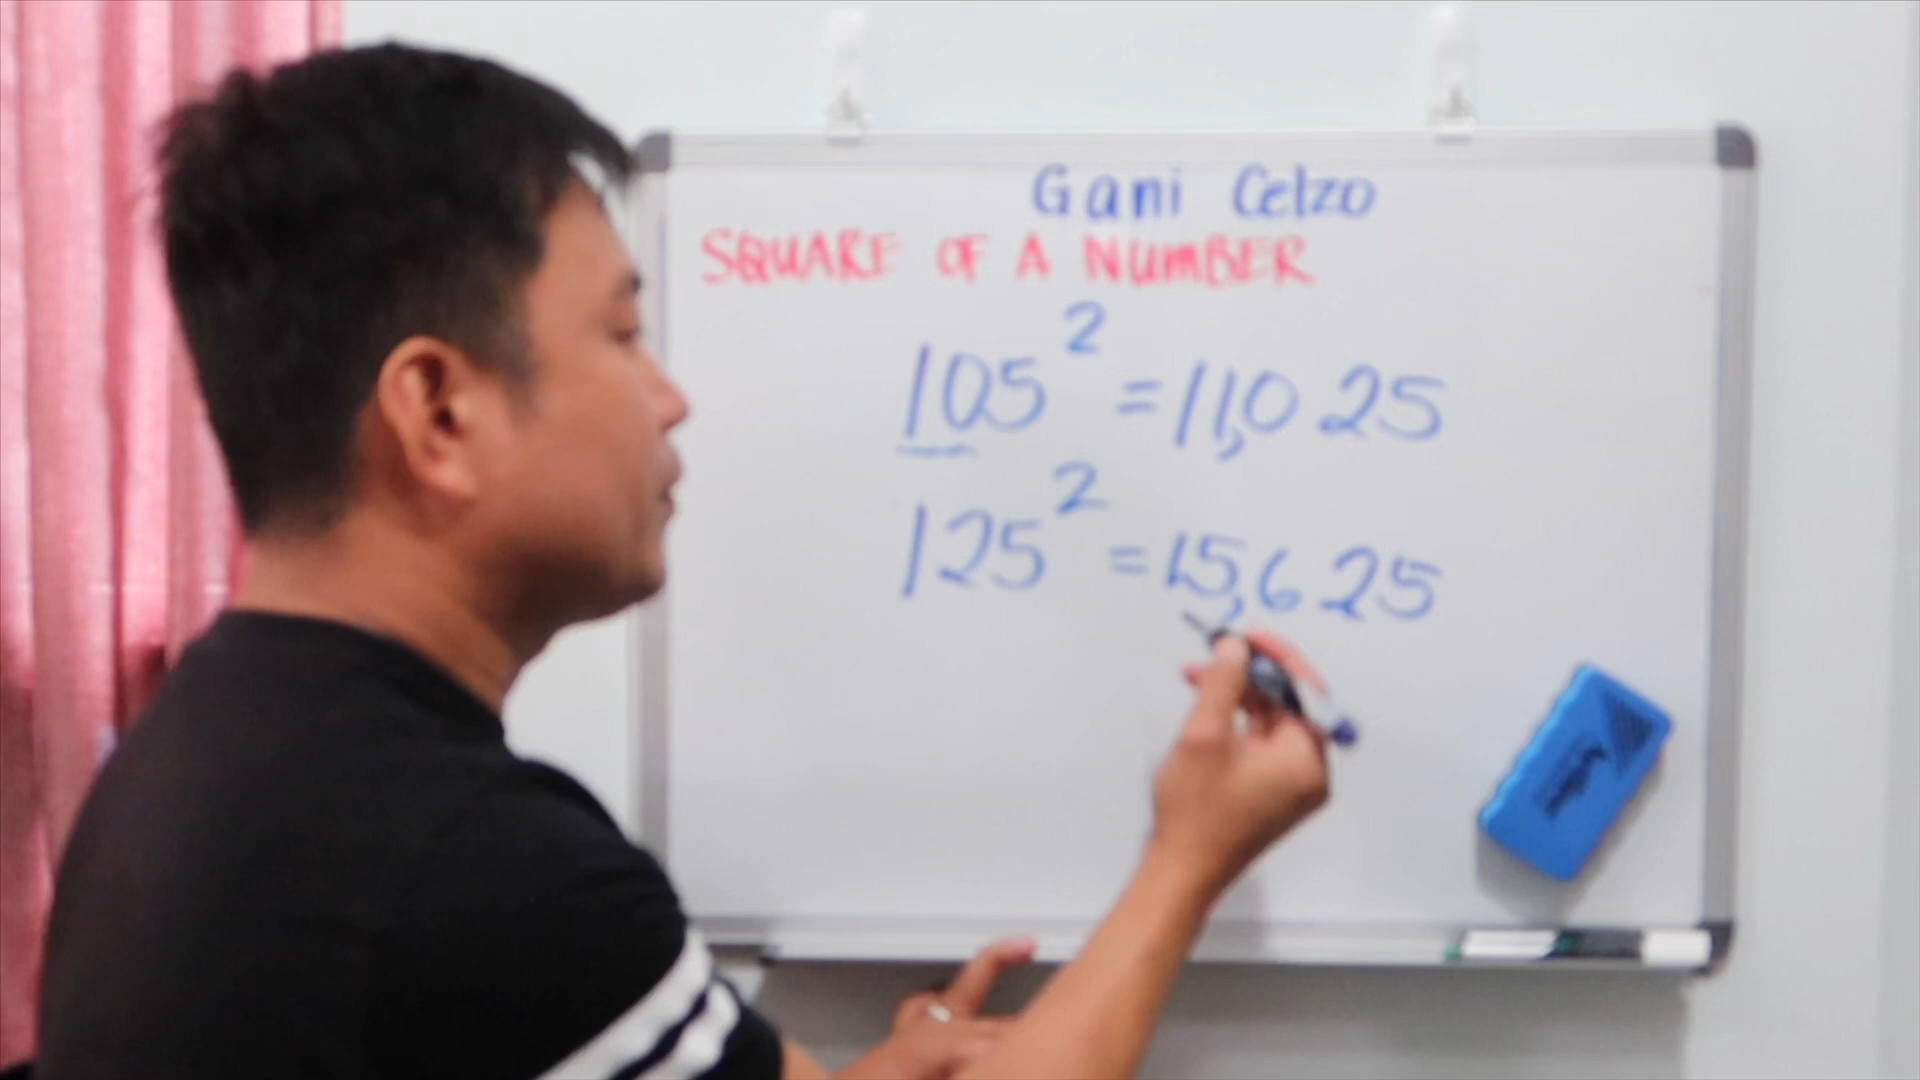 Gani Celzo
SQUARE OF A NUMBER
105² = 11,025
125² = 15,625